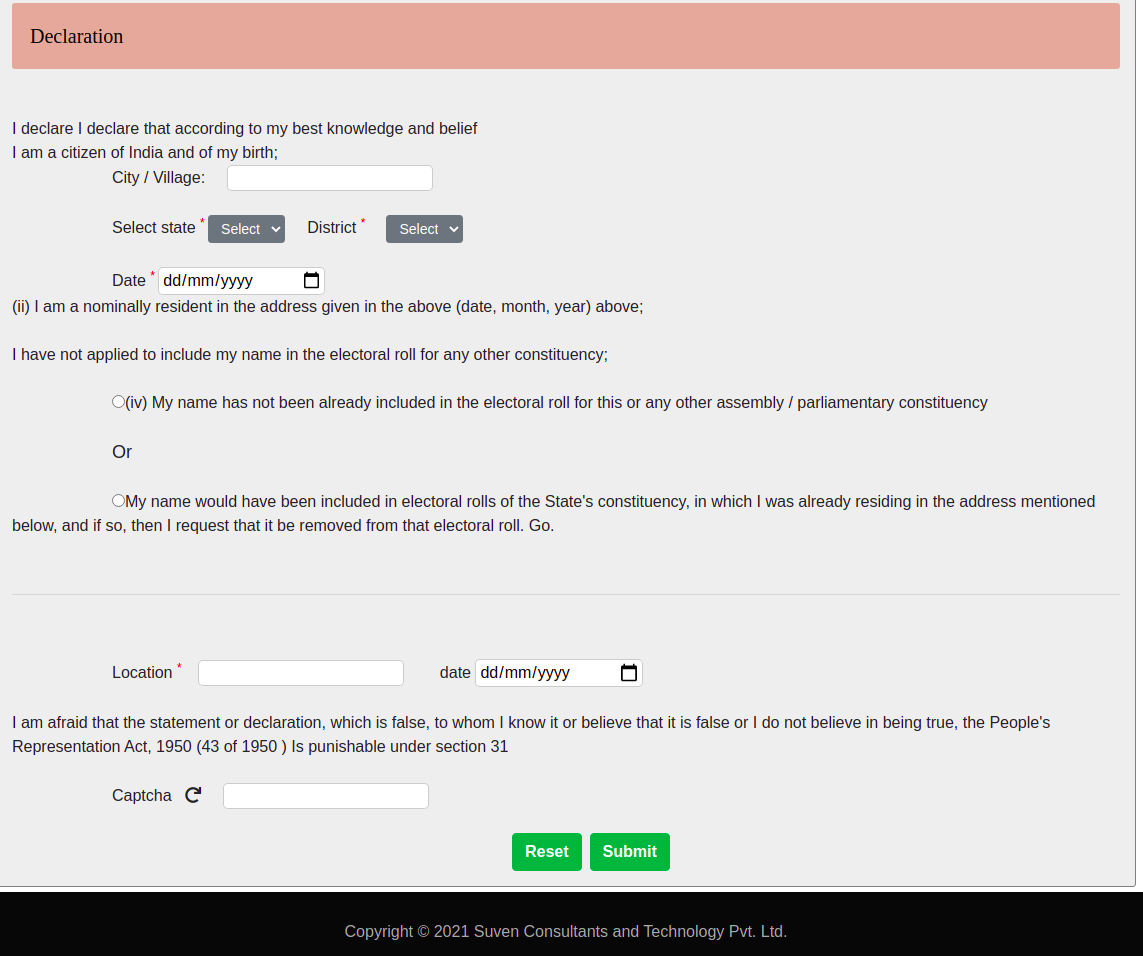 Declaration
I declare I declare that according to my best knowledge and belief
I am a citizen of India and of my birth;
City / Village:
Select state * Select District * Select
Date * dd/mm/yyyy
(ii) I am a nominally resident in the address given in the above (date, month, year) above;
I have not applied to include my name in the electoral roll for any other constituency;
(iv) My name has not been already included in the electoral roll for this or any other assembly / parliamentary constituency
Or
My name would have been included in electoral rolls of the State's constituency, in which I was already residing in the address mentioned
below, and if so, then I request that it be removed from that electoral roll. Go.
Location * date dd/mm/yyyy
I am afraid that the statement or declaration, which is false, to whom I know it or believe that it is false or I do not believe in being true, the People's
Representation Act, 1950 (43 of 1950 ) Is punishable under section 31
Captcha
Reset Submit
Copyright © 2021 Suven Consultants and Technology Pvt. Ltd.